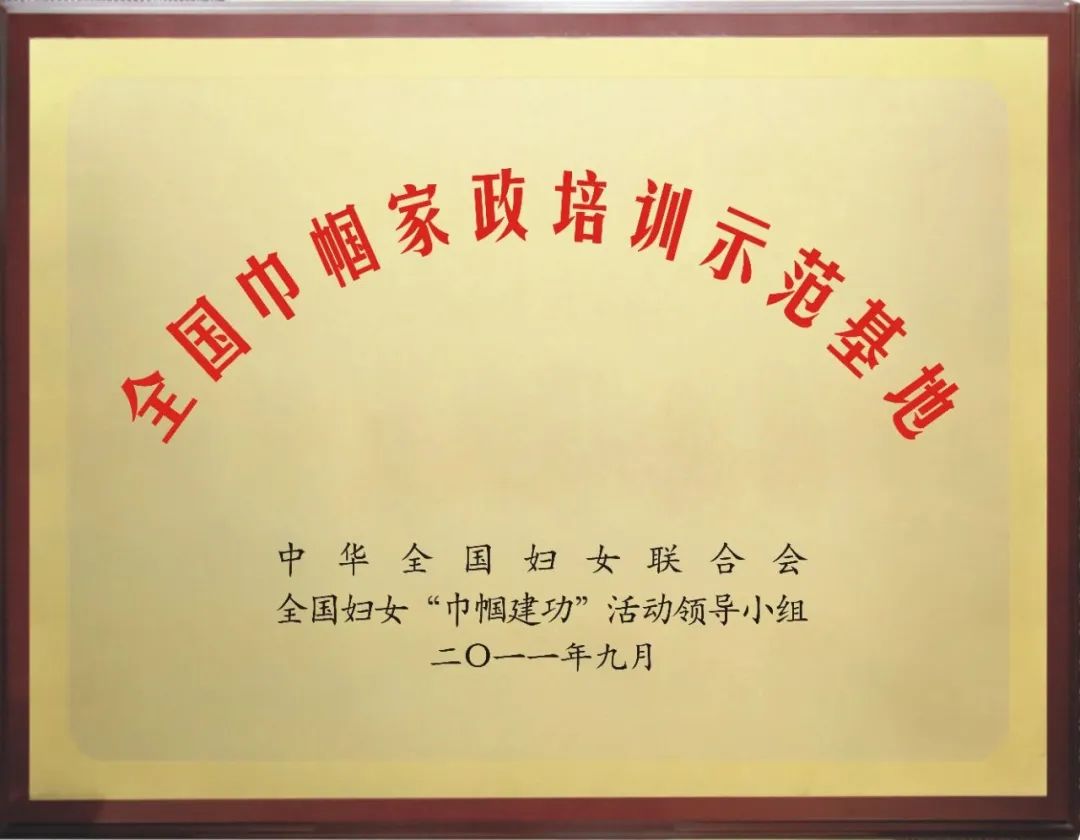 全国巾帼家政培训示范基地
中华全国妇女联合会
全国妇女“巾帼建功”活动领导小组
二〇一一年九月